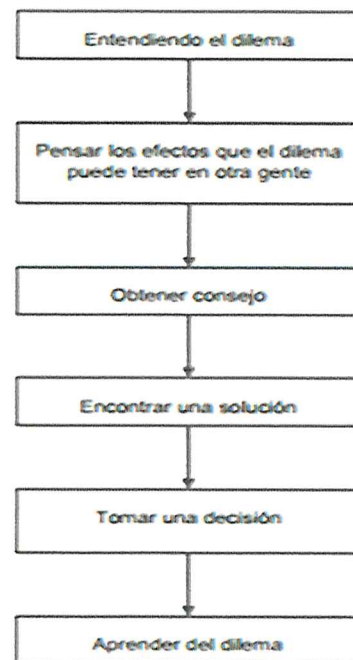 Entendiendo el dilema
Pensar los efectos que el dilema
puede tener en otra gente
Obtener consejo
Encontrar una solución
Tomar una decisión
Aprender del dilema